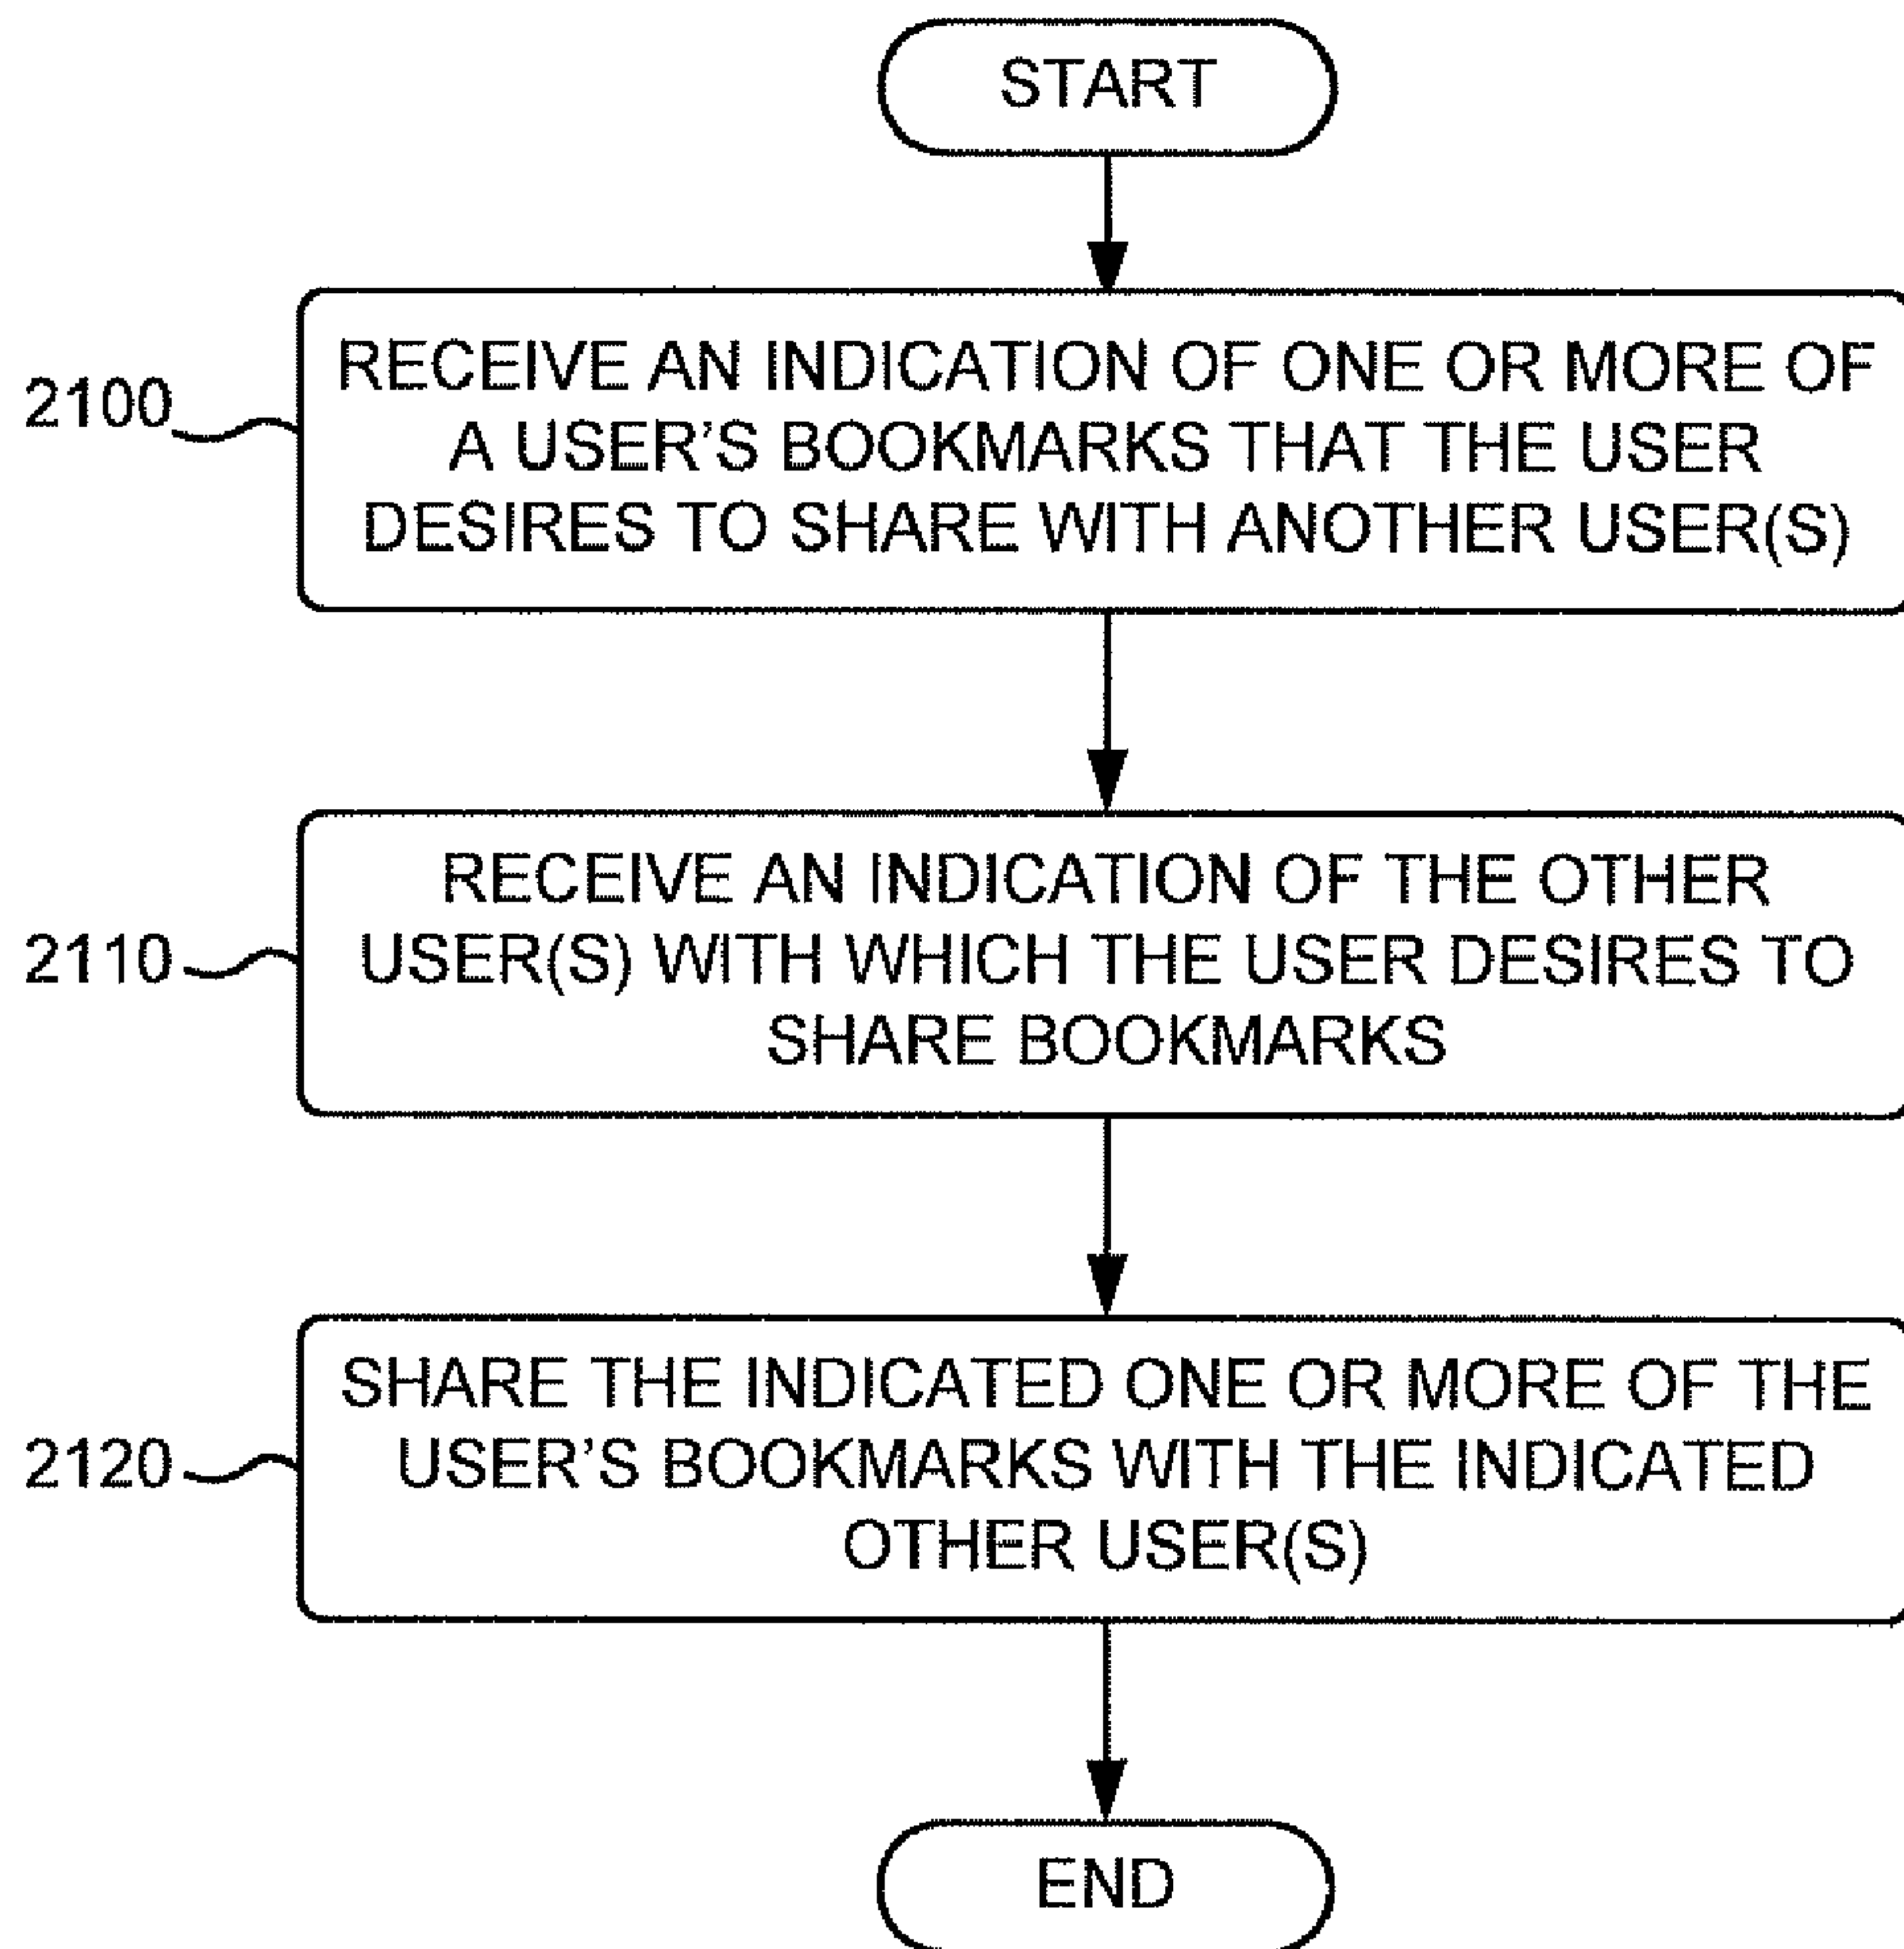 START
2100
RECEIVE AN INDICATION OF ONE OR MORE OF
A USER'S BOOKMARKS THAT THE USER
DESIRES TO SHARE WITH ANOTHER USER(S)
2110
RECEIVE AN INDICATION OF THE OTHER
USER(S) WITH WHICH THE USER DESIRES TO
SHARE BOOKMARKS
2120
SHARE THE INDICATED ONE OR MORE OF THE
USER'S BOOKMARKS WITH THE INDICATED
OTHER USER(S)
END